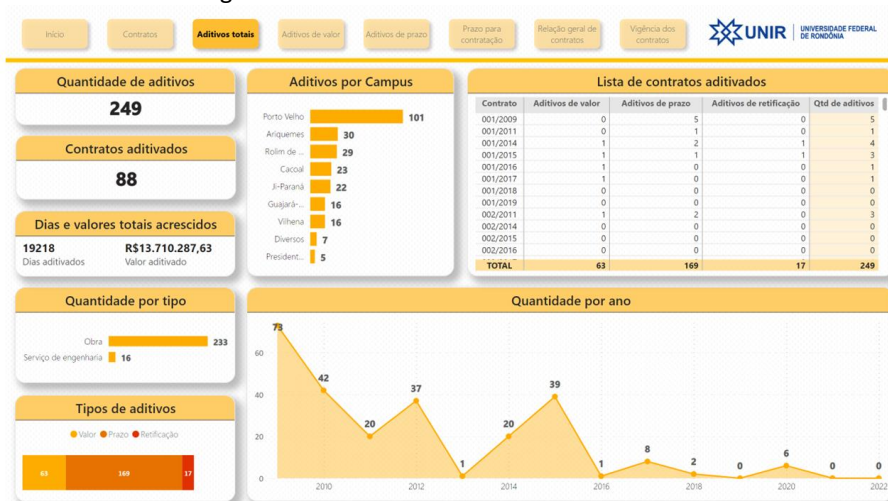 Início
Contratos
Aditivos totais
Aditivos de valor
Aditivos de prazo
Prazo para
contratação
Relação geral de
contratos
Vigência dos
contratos
UNIR
UNIVERSIDADE FEDERAL
DE RONDÔNIA
Quantidade de aditivos
249
Contratos aditivados
88
Dias e valores totais acrescidos
19218 R$13.710.287,63
Dias aditivados Valor aditivado
Aditivos por Campus
Porto Velho 101
Ariquemes 30
Rolim de ... 29
Cacoal 23
Ji-Paraná 22
Guajará-... 16
Vilhena 16
Diversos 7
President... 5
Lista de contratos aditivados
Contrato Aditivos de valor Aditivos de prazo Aditivos de retificação Qtd de aditivos
001/2009 0 5 0 5
001/2011 0 1 0 1
001/2014 1 2 1 4
001/2015 1 1 1 3
001/2016 1 0 0 1
001/2017 1 0 0 1
001/2018 0 0 0 0
001/2019 0 0 0 0
002/2011 1 2 0 3
002/2014 0 0 0 0
002/2015 0 0 0 0
002/2016 0 0 0 0
TOTAL 63 169 17 249
Quantidade por tipo
Obra 233
Serviço de engenharia 16
Tipos de aditivos
Valor Prazo Retificação
63 169 17
Quantidade por ano
73
60
42
39
40
37
20
20
20
8
6
1
1
2
0
0
0
0
2010 2012 2014 2016 2018 2020 2022